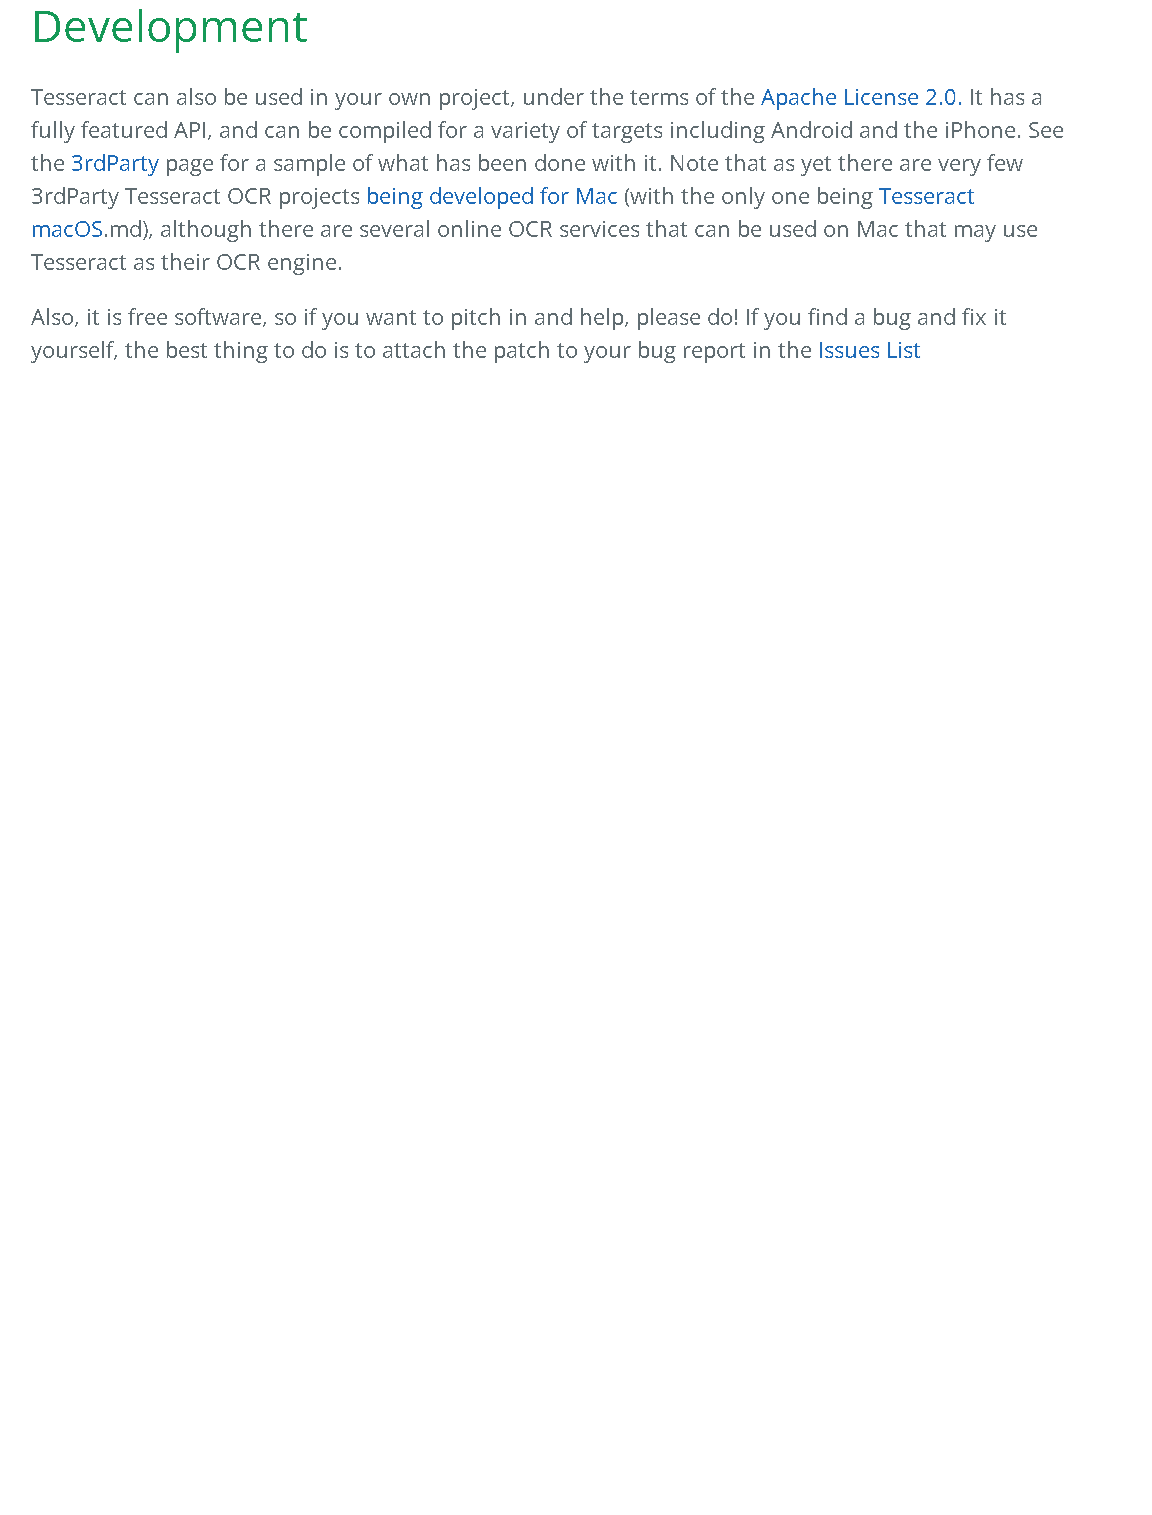 Development
Tesseract can also be used in your own project, under the terms of the Apache License 2.0. It has a
fully featured API, and can be compiled for a variety of targets including Android and the iPhone. See
the 3rdParty page for a sample of what has been done with it. Note that as yet there are very few
3rdParty Tesseract OCR projects being developed for Mac (with the only one being Tesseract
macOS.md), although there are several online OCR services that can be used on Mac that may use
Tesseract as their OCR engine.
Also, it is free software, so if you want to pitch in and help, please do! If you find a bug and fix it
yourself, the best thing to do is to attach the patch to your bug report in the Issues List